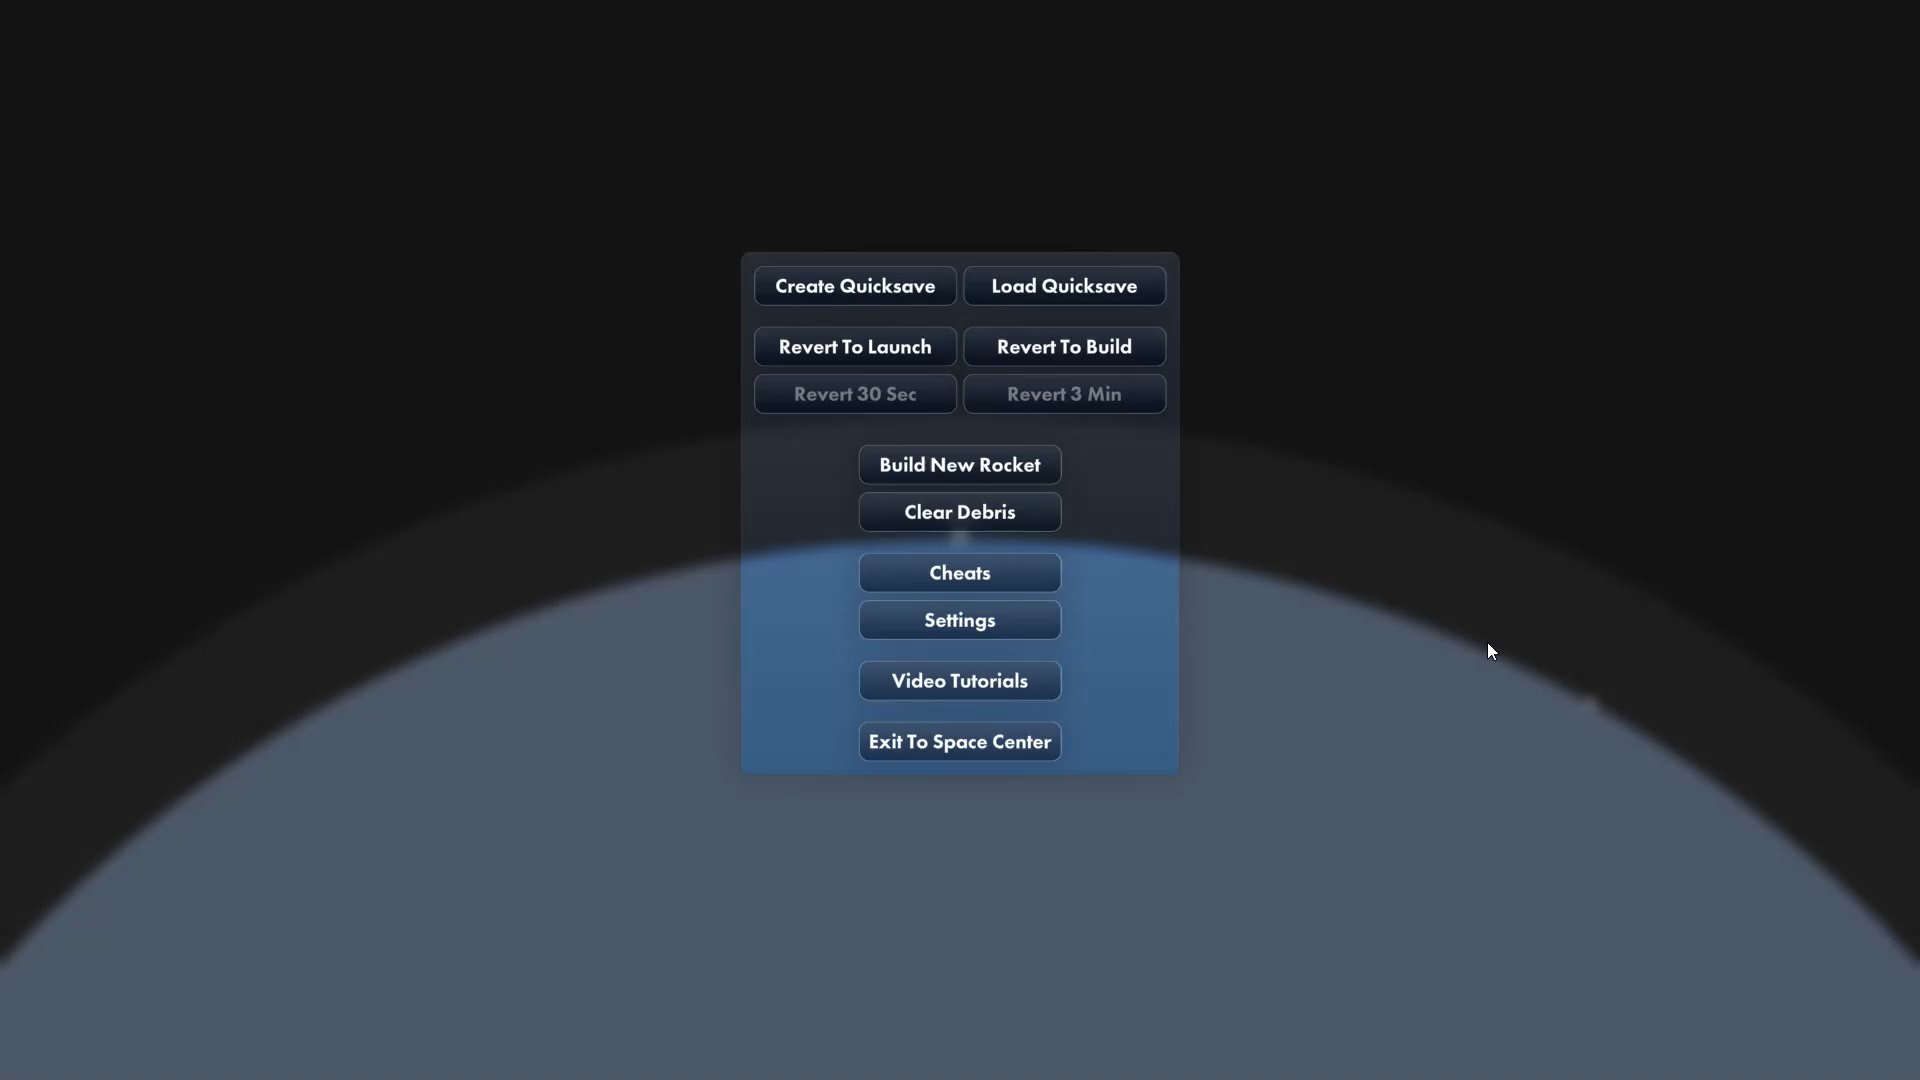 Create Quicksave Load Quicksave
Revert To Launch Revert To Build
Revert 30 Sec Revert 3 Min
Build New Rocket
Clear Debris
Cheats
Settings
Video Tutorials
Exit To Space Center